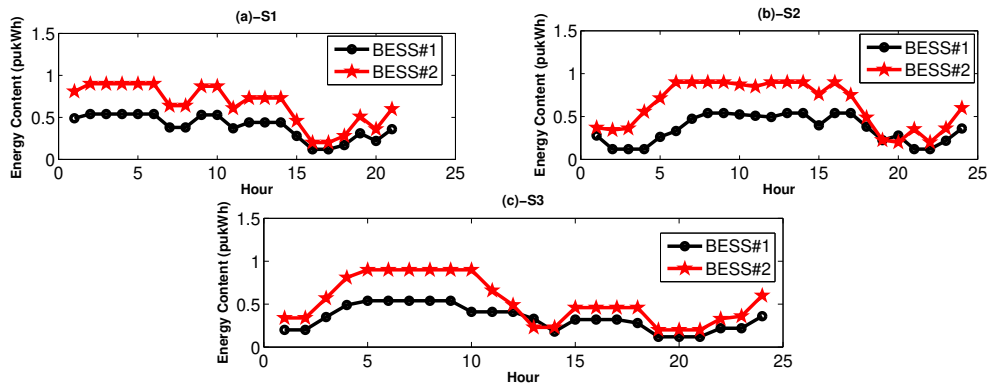 (a)-S1
1.5
1
0.5
0
Energy Content (pukWh)
BESS#1
BESS#2
0 5 10 15 20 25
Hour
(b)-S2
1.5
1
0.5
0
Energy Content (pukWh)
BESS#1
BESS#2
0 5 10 15 20 25
Hour
(c)-S3
1.5
1
0.5
0
Energy Content (pukWh)
BESS#1
BESS#2
0 5 10 15 20 25
Hour